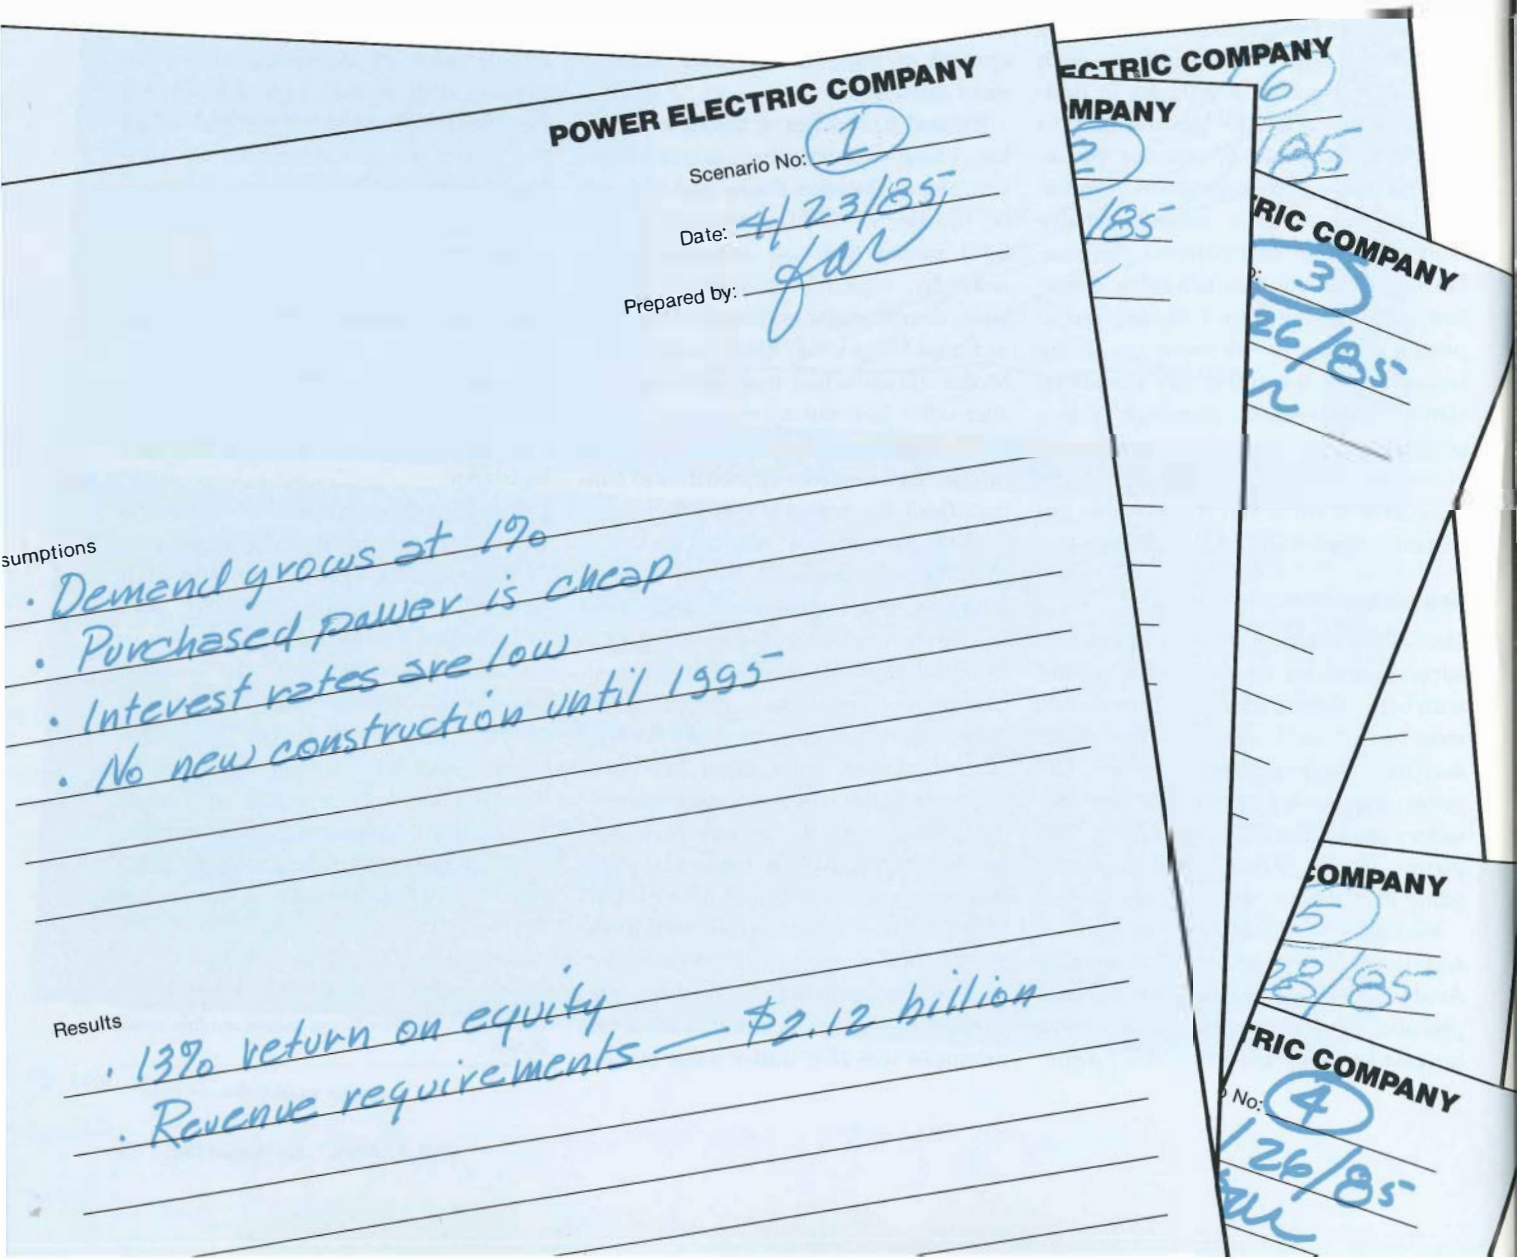 POWER ELECTRIC COMPANY
Scenario No: 1
Date: 4/23/85
Prepared by: far
sumptions
· Demand grows at 1%
· Purchased power is cheap
· Interest rates are low
· No new construction until 1995
Results
· 13% return on equity
· Revenue requirements — $2.12 billion
ECTRIC COMPANY
6
85
MPANY
2
/85
TRIC COMPANY
3
26/85
COMPANY
5
28/85
TRIC COMPANY
No: 4
/26/85